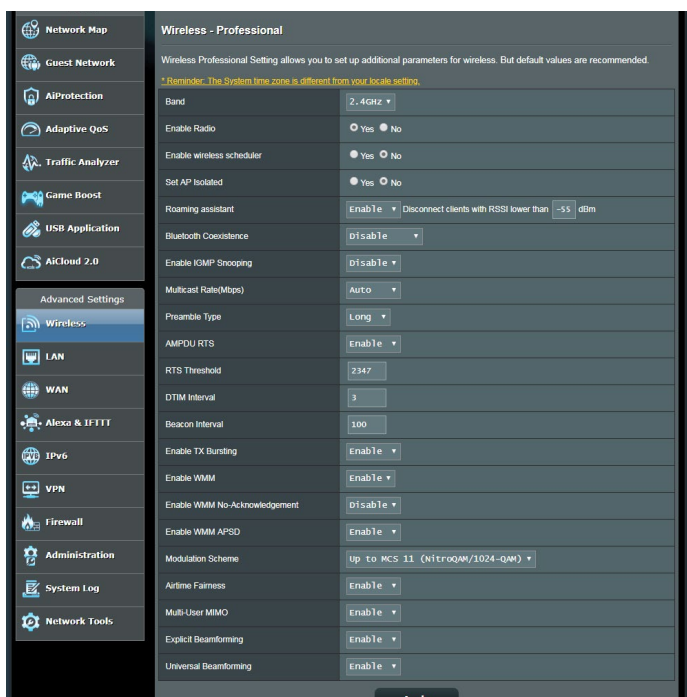 Network Map
Guest Network
AiProtection
Adaptive QoS
Traffic Analyzer
Game Boost
USB Application
AiCloud 2.0
Advanced Settings
Wireless
LAN
WAN
Alexa & IFTTT
IPv6
VPN
Firewall
Administration
System Log
Network Tools
Wireless - Professional
Wireless Professional Setting allows you to set up additional parameters for wireless. But default values are recommended.
* Reminder: The System time zone is different from your locale setting.
Band 2.4GHz
Enable Radio Yes No
Enable wireless scheduler Yes No
Set AP Isolated Yes No
Roaming assistant Enable Disconnect clients with RSSI lower than -55 dBm
Bluetooth Coexistence Disable
Enable IGMP Snooping Disable
Multicast Rate(Mbps) Auto
Preamble Type Long
AMPDU RTS Enable
RTS Threshold 2347
DTIM Interval 3
Beacon Interval 100
Enable TX Bursting Enable
Enable WMM Enable
Enable WMM No-Acknowledgement Disable
Enable WMM APSD Enable
Modulation Scheme Up to MCS 11 (NitroQAM/1024-QAM)
Airtime Fairness Enable
Multi-User MIMO Enable
Explicit Beamforming Enable
Universal Beamforming Enable